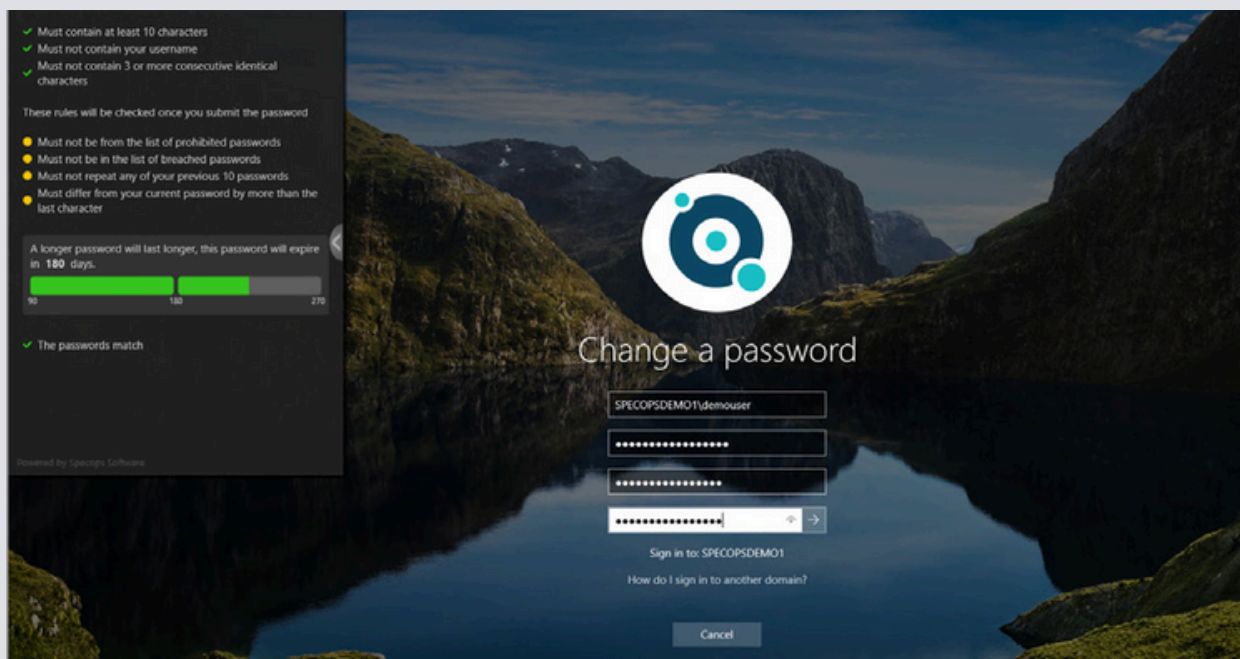 Must contain at least 10 characters
Must not contain your username
Must not contain 3 or more consecutive identical
characters
These rules will be checked once you submit the password
Must not be from the list of prohibited passwords
Must not be in the list of breached passwords
Must not repeat any of your previous 10 passwords
Must differ from your current password by more than the
last character
A longer password will last longer, this password will expire
in 180 days.
90 180 270
The passwords match
Powered by Specops Software
Change a password
SPECOPSDEMO1\demouser
Sign in to: SPECOPSDEMO1
How do I sign in to another domain?
Cancel